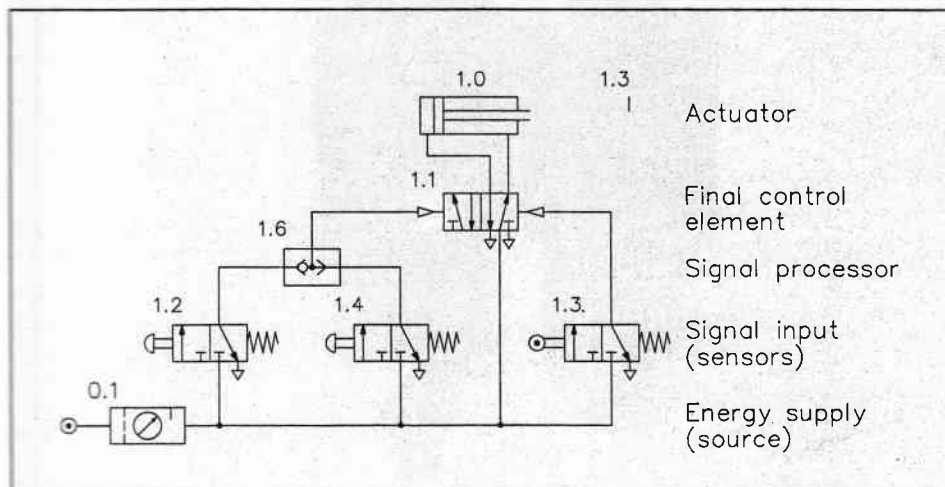 1.0
1.3
Actuator
1.1
Final control
element
1.6
Signal processor
1.2
1.4
1.3.
Signal input
(sensors)
0.1
Energy supply
(source)